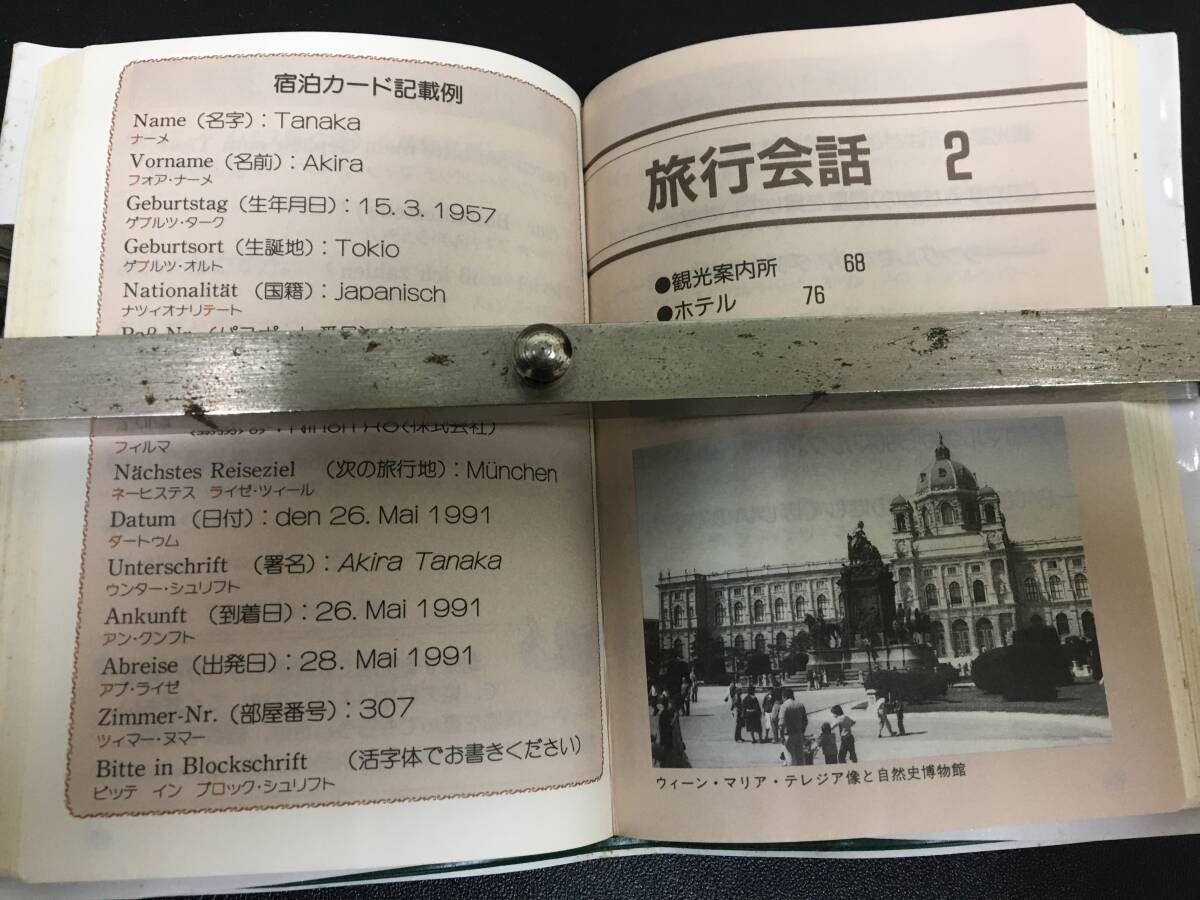 宿泊カード記載例
Name (名字) : Tanaka
ナーメ
Vorname (名前) : Akira
フォア・ナーメ
Geburtstag (生年月日) : 15. 3. 1957
ゲブルツ・ターク
Geburtsort (生誕地) : Tokio
ゲブルツ・オルト
Nationalität (国籍) : japanisch
ナツィオナリテート
(株式会社)
フィルマ
Nächstes Reiseziel (次の旅行地) : München
ネーヒステス ライゼ・ツィール
Datum (日付) : den 26. Mai 1991
ダートゥム
Unterschrift (署名) : Akira Tanaka
ウンター・シュリフト
Ankunft (到着日) : 26. Mai 1991
アン・クンフト
Abreise (出発日) : 28. Mai 1991
アプ・ライゼ
Zimmer-Nr. (部屋番号) : 307
ツィマー・ヌマー
Bitte in Blockschrift (活字体でお書きください)
ビッテ イン ブロック・シュリフト
旅行会話 2
●観光案内所 68
●ホテル 76
ウィーン・マリア・テレジア像と自然史博物館